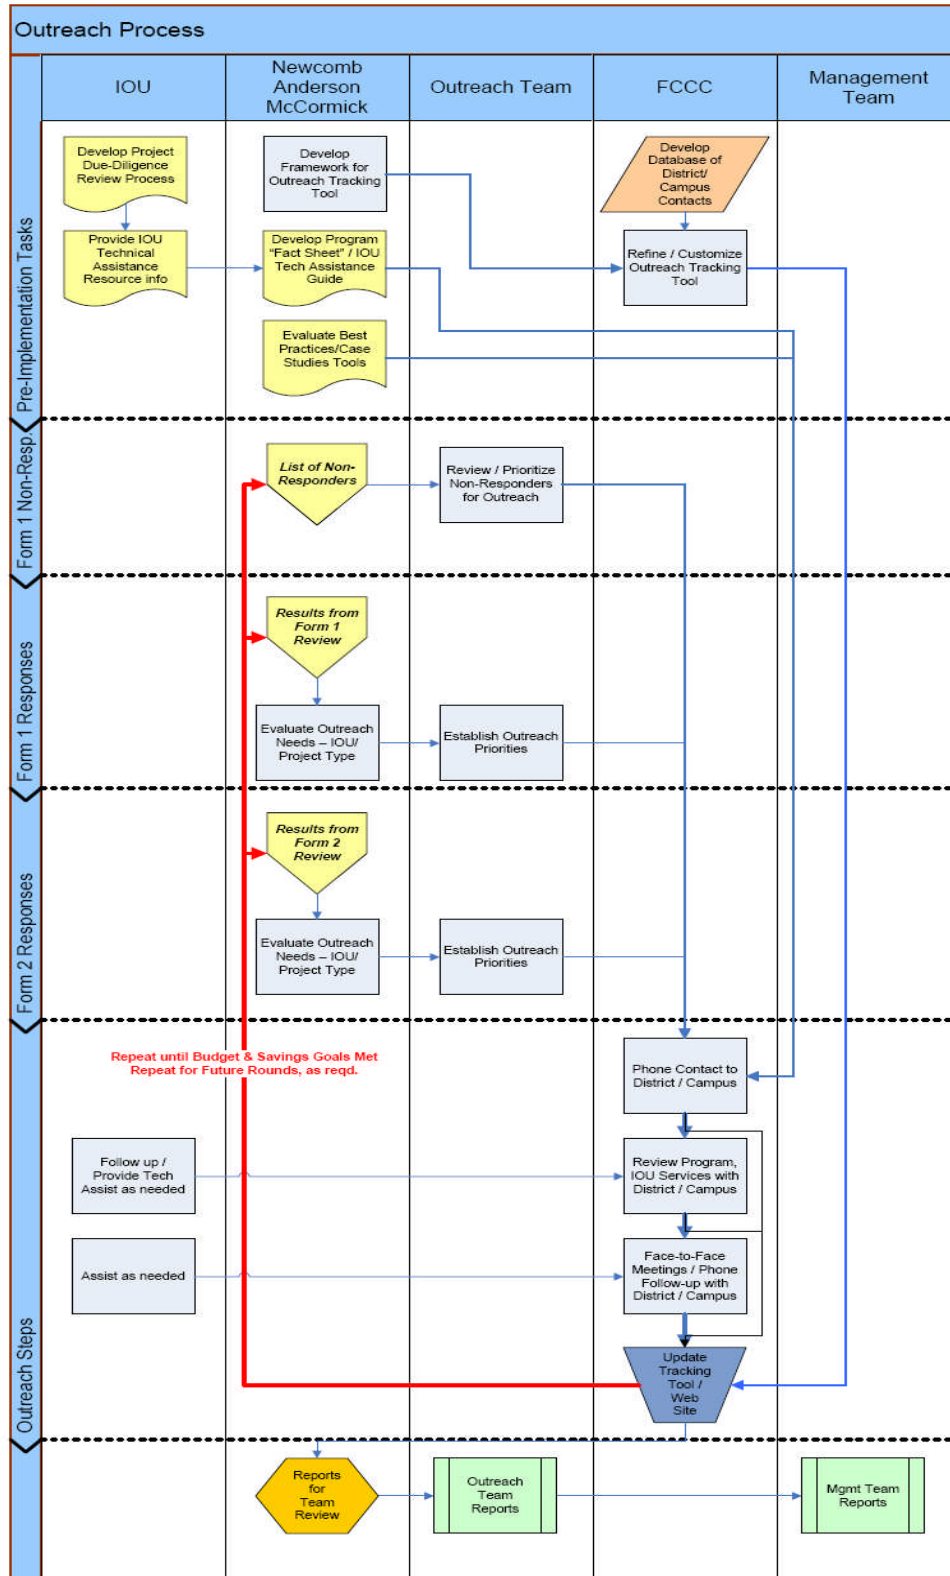 Outreach Process
IOU
Newcomb
Anderson
McCormick
Outreach Team
FCCC
Management
Team
Pre-Implementation Tasks
Develop Project
Due-Diligence
Review Process
Develop
Framework for
Outreach Tracking
Tool
Develop
Database of
District/
Campus
Contacts
Provide IOU
Technical
Assistance
Resource info
Develop Program
“Fact Sheet” / IOU
Tech Assistance
Guide
Refine / Customize
Outreach Tracking
Tool
Evaluate Best
Practices/Case
Studies Tools
Form 1 Non-Resp.
List of Non-
Responders
Review / Prioritize
Non-Responders
for Outreach
Form 1 Responses
Results from
Form 1
Review
Evaluate Outreach
Needs – IOU/
Project Type
Establish Outreach
Priorities
Form 2 Responses
Results from
Form 2
Review
Evaluate Outreach
Needs – IOU/
Project Type
Establish Outreach
Priorities
Outreach Steps
Repeat until Budget & Savings Goals Met
Repeat for Future Rounds, as reqd.
Phone Contact to
District / Campus
Follow up /
Provide Tech
Assist as needed
Review Program,
IOU Services with
District / Campus
Assist as needed
Face-to-Face
Meetings / Phone
Follow-up with
District / Campus
Update
Tracking
Tool /
Web
Site
Reports
for
Team
Review
Outreach
Team
Reports
Mgmt Team
Reports